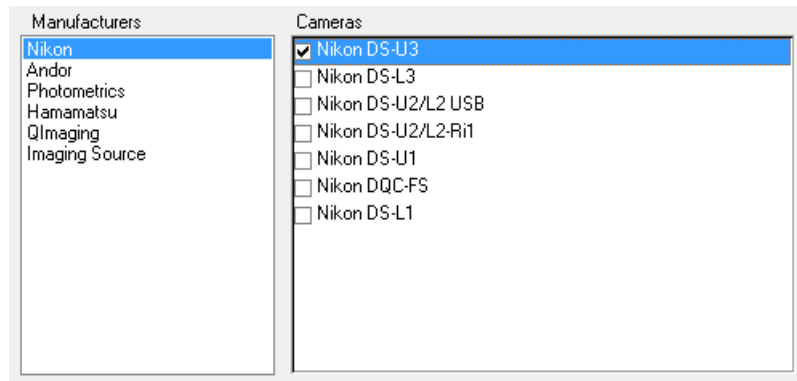 Manufacturers
Nikon
Andor
Photometrics
Hamamatsu
QImaging
Imaging Source
Cameras
Nikon DS-U3
Nikon DS-L3
Nikon DS-U2/L2 USB
Nikon DS-U2/L2-Ri1
Nikon DS-U1
Nikon DQC-FS
Nikon DS-L1